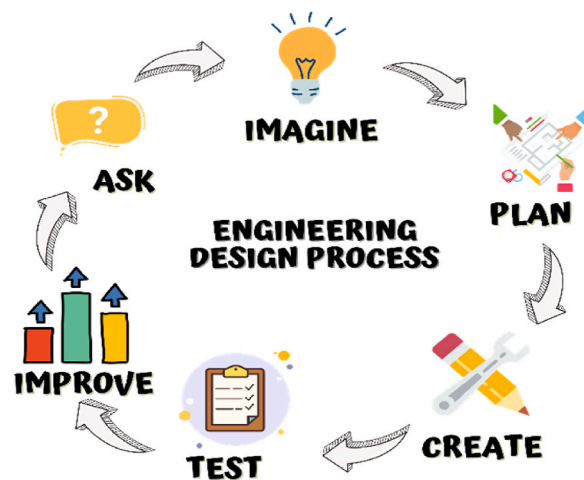 ?
IMAGINE
ASK
PLAN
ENGINEERING
DESIGN PROCESS
IMPROVE
CREATE
TEST